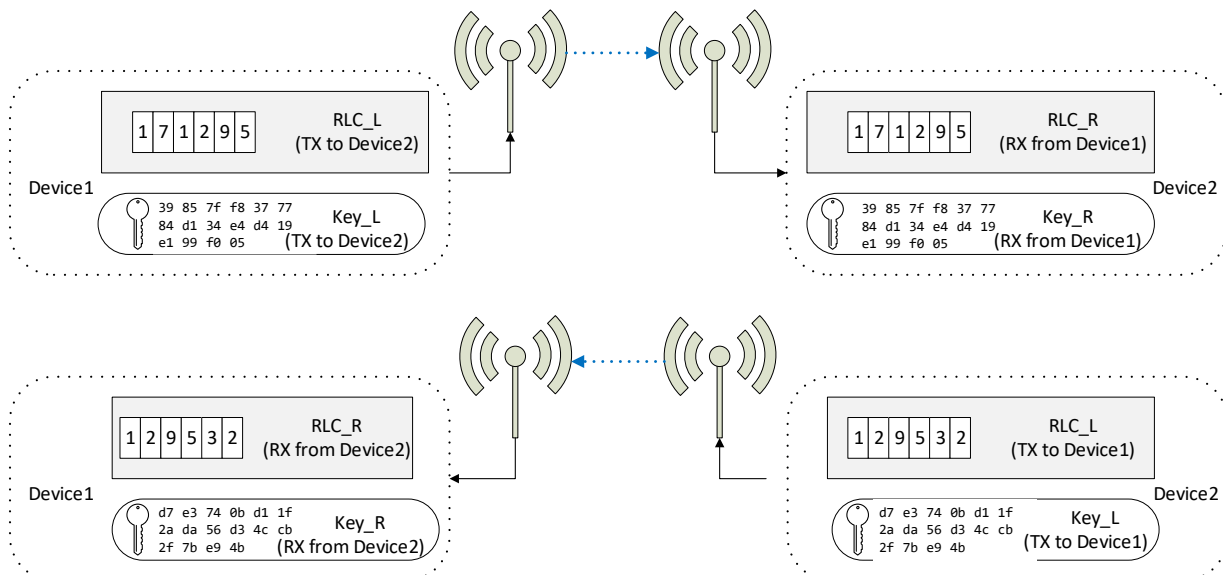 1 7 1 2 9 5
RLC_L
(TX to Device2)
Device1
39 85 7f f8 37 77
84 d1 34 e4 d4 19
e1 99 f0 05
Key_L
(TX to Device2)
1 7 1 2 9 5
RLC_R
(RX from Device1)
Device2
39 85 7f f8 37 77
84 d1 34 e4 d4 19
e1 99 f0 05
Key_R
(RX from Device1)
1 2 9 5 3 2
RLC_R
(RX from Device2)
Device1
d7 e3 74 0b d1 1f
2a da 56 d3 4c cb
2f 7b e9 4b
Key_R
(RX from Device2)
1 2 9 5 3 2
RLC_L
(TX to Device1)
Device2
d7 e3 74 0b d1 1f
2a da 56 d3 4c cb
2f 7b e9 4b
Key_L
(TX to Device1)